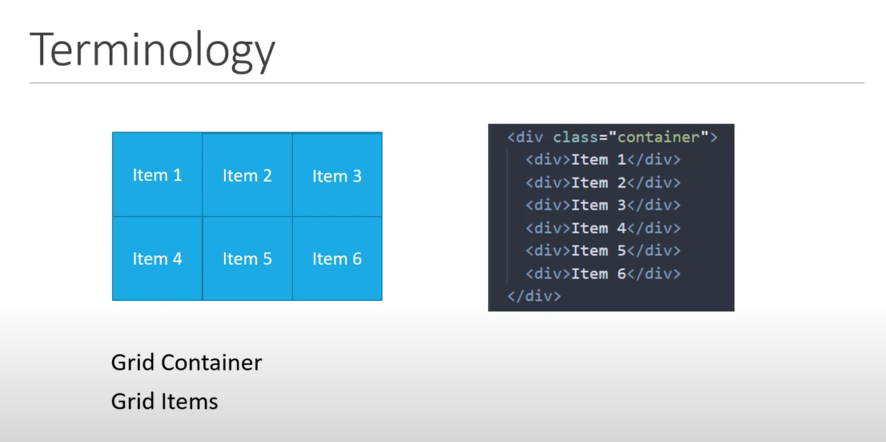 Terminology
Item 1 Item 2 Item 3
Item 4 Item 5 Item 6
<div class="container">
<div>Item 1</div>
<div>Item 2</div>
<div>Item 3</div>
<div>Item 4</div>
<div>Item 5</div>
<div>Item 6</div>
</div>
Grid Container
Grid Items